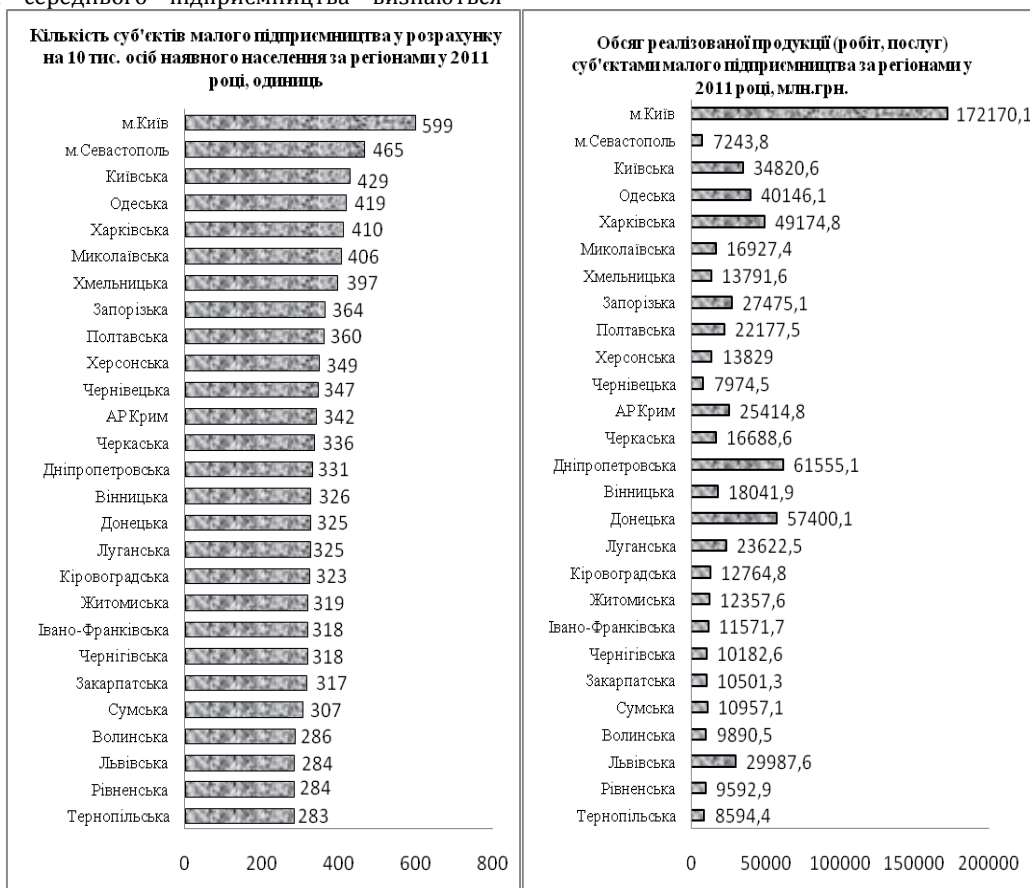 середнього підприємництва визнаються
Кількість суб'єктів малого підприємництва у розрахунку
на 10 тис. осіб наявного населення за регіонами у 2011
році, одиниць
м.Київ 599
м.Севастополь 465
Київська 429
Одеська 419
Харківська 410
Миколаївська 406
Хмельницька 397
Запорізька 364
Полтавська 360
Херсонська 349
Чернівецька 347
АР Крим 342
Черкаська 336
Дніпропетровська 331
Вінницька 326
Донецька 325
Луганська 325
Кіровоградська 323
Житомиська 319
Івано-Франківська 318
Чернігівська 318
Закарпатська 317
Сумська 307
Волинська 286
Львівська 284
Рівненська 284
Тернопільська 283
0 200 400 600 800
Обсяг реалізованої продукції (робіт, послуг)
суб'єктами малого підприємництва за регіонами у
2011 році, млн.грн.
м.Київ 172170,1
м.Севастополь 7243,8
Київська 34820,6
Одеська 40146,1
Харківська 49174,8
Миколаївська 16927,4
Хмельницька 13791,6
Запорізька 27475,1
Полтавська 22177,5
Херсонська 13829
Чернівецька 7974,5
АР Крим 25414,8
Черкаська 16688,6
Дніпропетровська 61555,1
Вінницька 18041,9
Донецька 57400,1
Луганська 23622,5
Кіровоградська 12764,8
Житомиська 12357,6
Івано-Франківська 11571,7
Чернігівська 10182,6
Закарпатська 10501,3
Сумська 10957,1
Волинська 9890,5
Львівська 29987,6
Рівненська 9592,9
Тернопільська 8594,4
0 50000 100000 150000 200000